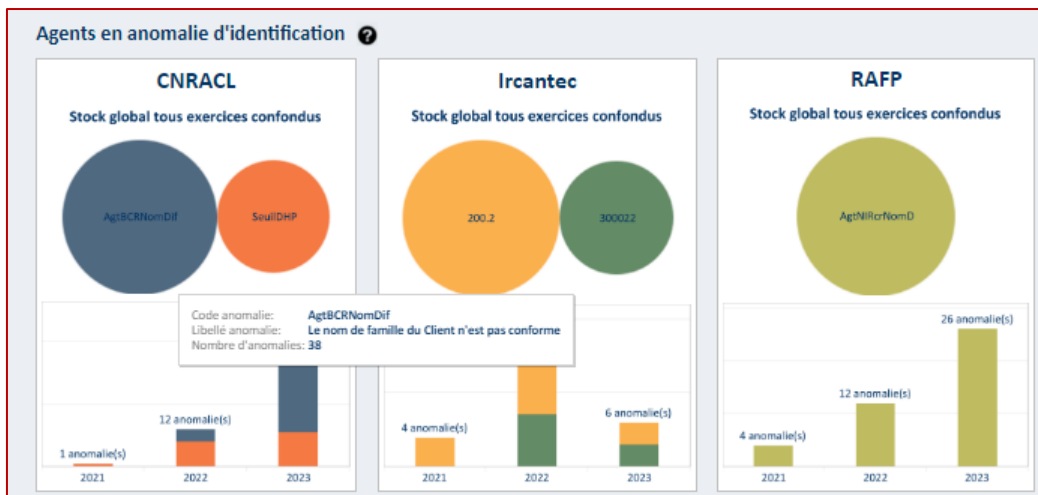 Agents en anomalie d'identification ?
CNRACL
Stock global tous exercices confondus
AgtBCRNomDif
SeuilDHP
Code anomalie: AgtBCRNomDif
Libellé anomalie: Le nom de famille du Client n'est pas conforme
Nombre d'anomalies: 38
1 anomalie(s)
12 anomalie(s)
2021
2022
2023
Ircantec
Stock global tous exercices confondus
200.2
300022
4 anomalie(s)
6 anomalie(s)
2021
2022
2023
RAFP
Stock global tous exercices confondus
AgtNIRcrNomD
4 anomalie(s)
12 anomalie(s)
26 anomalie(s)
2021
2022
2023